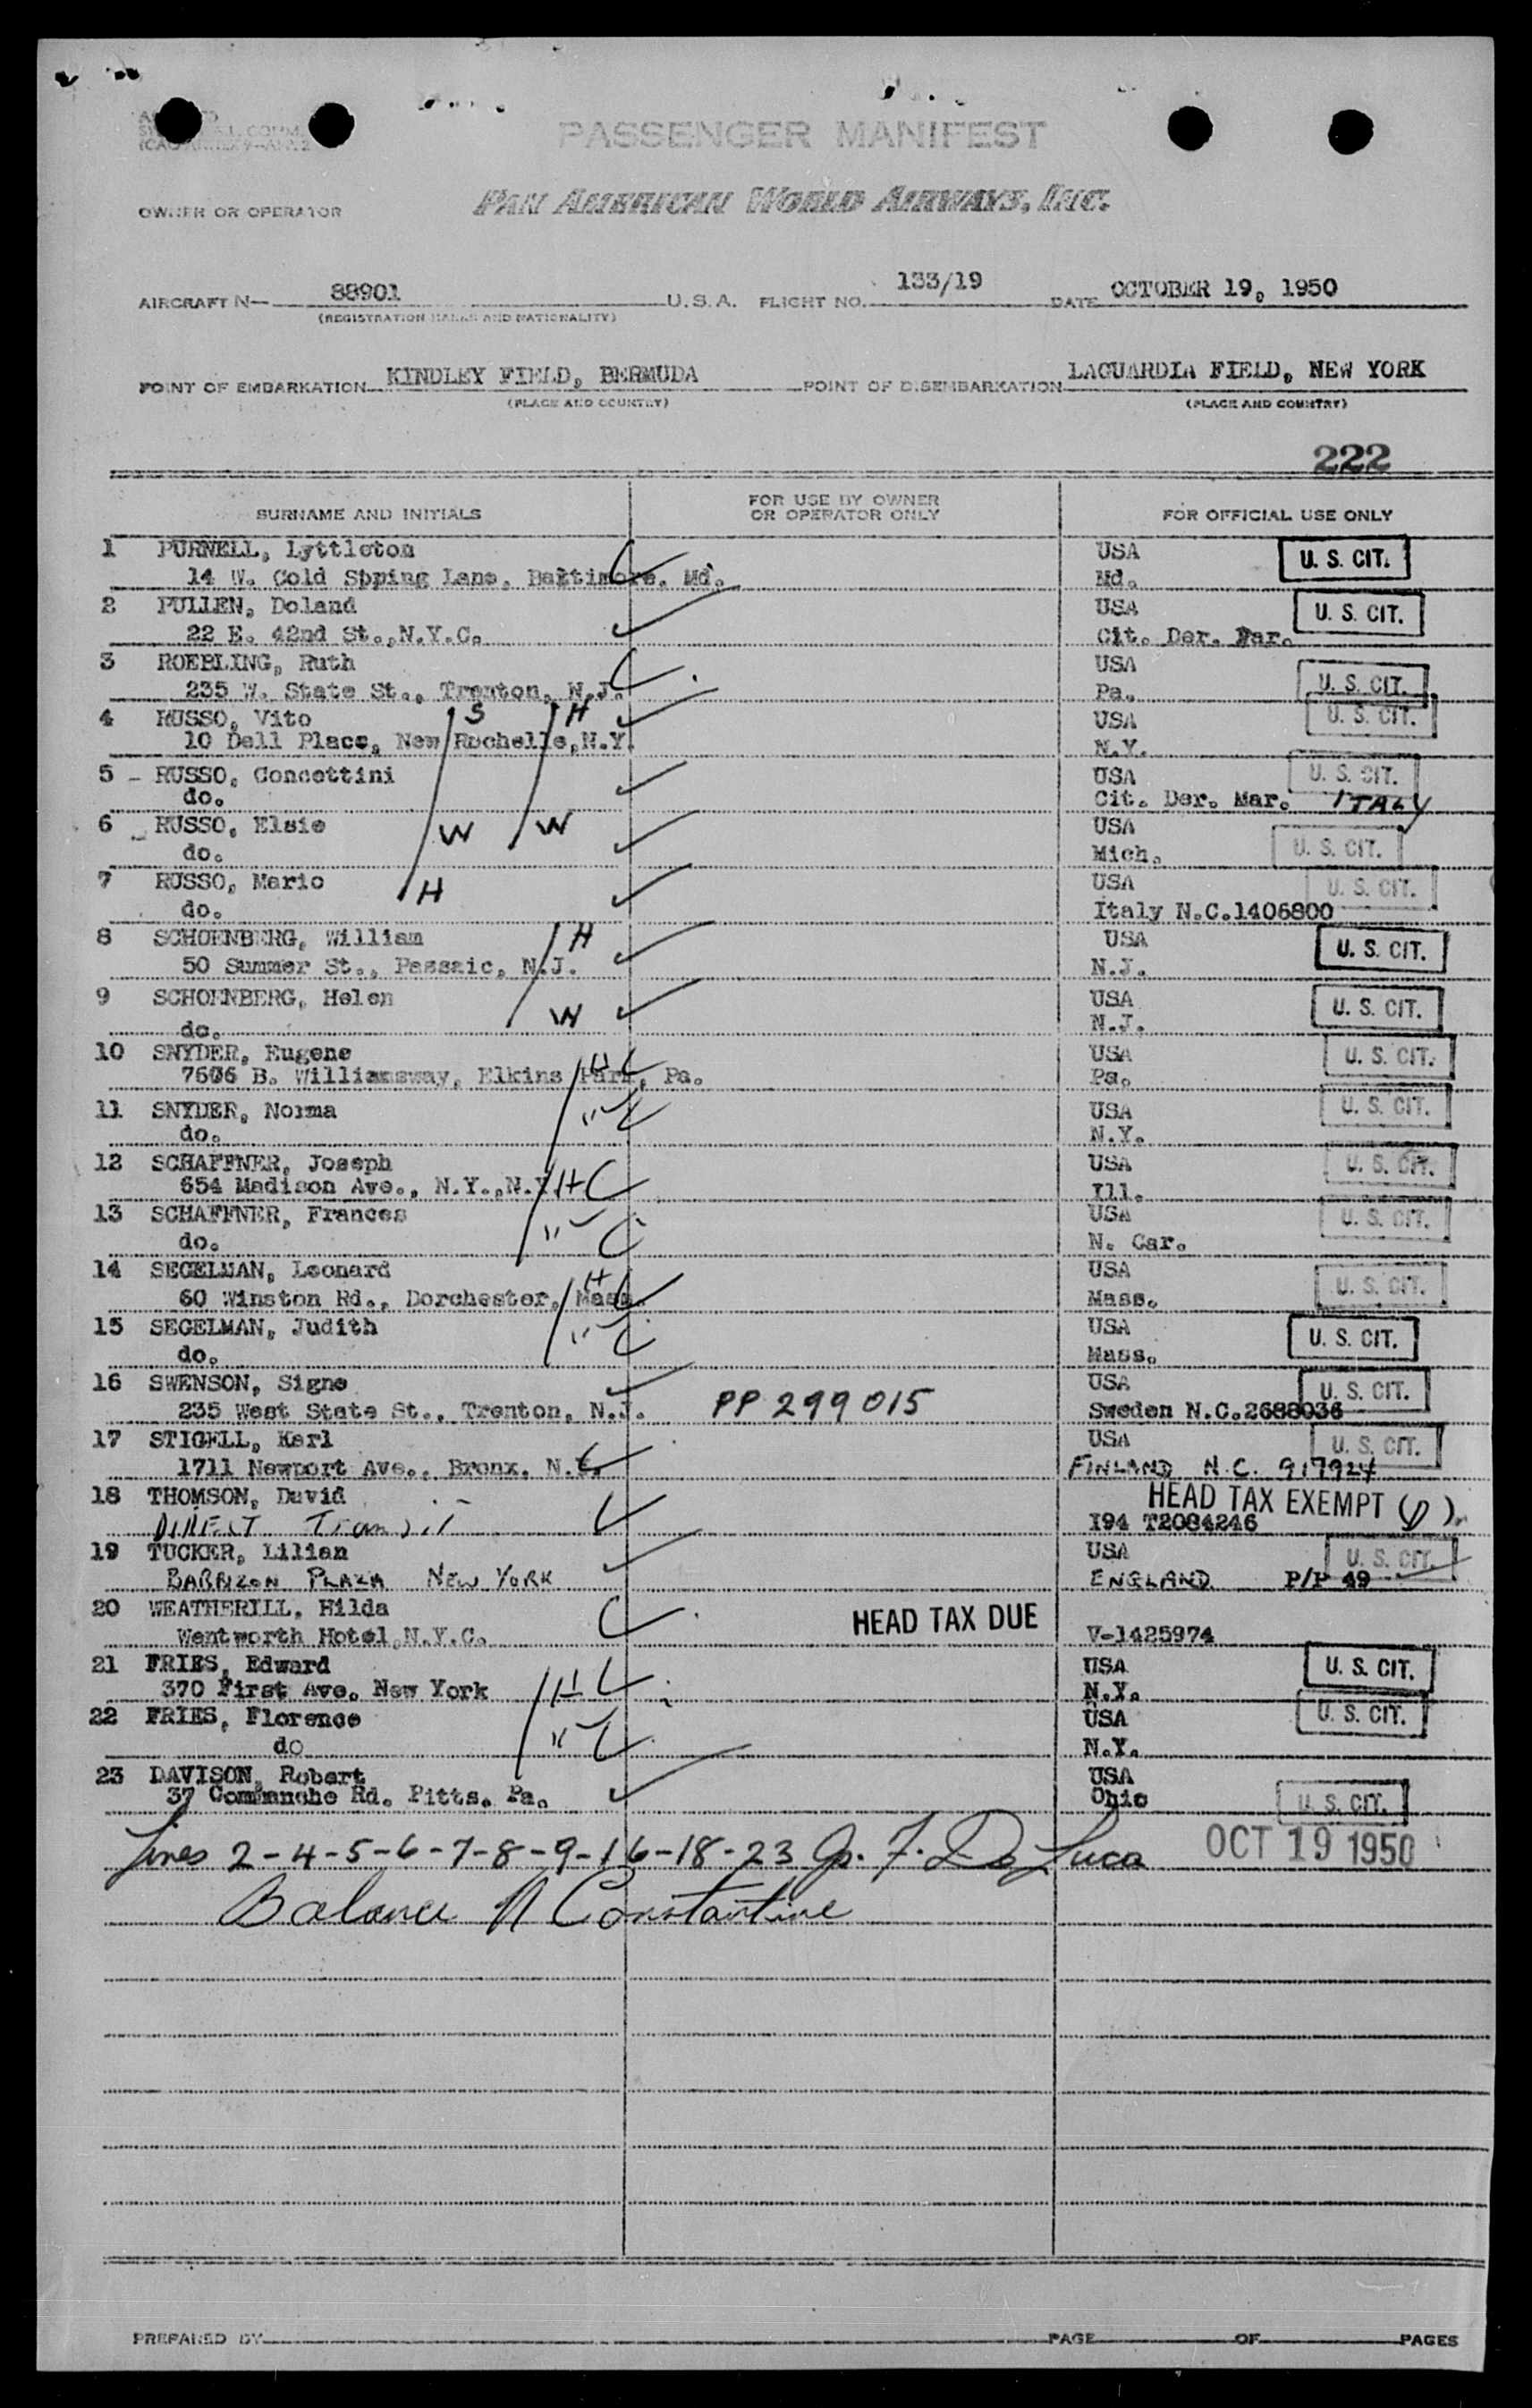 PASSENGER MANIFEST
PAN AMERICAN WORLD AIRWAYS, INC.
OWNER OR OPERATOR
AIRCRAFT N— 88901 U.S.A. FLIGHT NO. 133/19 DATE OCTOBER 19, 1950
(REGISTRATION MARKS AND NATIONALITY)
POINT OF EMBARKATION KINDLEY FIELD, BERMUDA POINT OF DISEMBARKATION LAGUARDIA FIELD, NEW YORK
(PLACE AND COUNTRY) (PLACE AND COUNTRY)
222
SURNAME AND INITIALS FOR USE BY OWNER OR OPERATOR ONLY FOR OFFICIAL USE ONLY
1 PURNELL, Lyttleton USA U. S. CIT.
14 W. Cold Spping Lane, Baltimore, Md. Md.
2 PULLEN, Doland USA U. S. CIT.
22 E. 42nd St.,N.Y.C. Cit. Der. Par.
3 ROEBLING, Ruth USA
235 W. State St., Trenton, N.J. Pa. U. S. CIT.
4 RUSSO, Vito S H USA U. S. CIT.
10 Dell Place, New Rochelle,N.Y. N.Y.
5 - RUSSO, Concettini USA U. S. CIT.
do. Cit. Der. Mar. ITALY
6 RUSSO, Elsie W W USA
do. Mich. U. S. CIT.
7 RUSSO, Mario H USA U. S. CIT.
do. Italy N.C.1406800
8 SCHOENBERG, William H USA U. S. CIT.
50 Summer St., Passaic, N.J. N.J.
9 SCHOENBERG, Helen W USA U. S. CIT.
do. N.J.
10 SNYDER, Eugene H USA U. S. CIT.
7606 B. Williamsway, Elkins Park, Pa. Pa.
11 SNYDER, Norma USA U. S. CIT.
do. N.Y.
12 SCHAFFNER, Joseph USA U. S. CIT.
654 Madison Ave., N.Y.,N.Y. H Ill.
13 SCHAFFNER, Frances USA U. S. CIT.
do. N. Car.
14 SEGELMAN, Leonard H USA
60 Winston Rd., Dorchester, Mass. Mass. U. S. CIT.
15 SEGELMAN, Judith USA U. S. CIT.
do. Mass.
16 SWENSON, Signe USA U. S. CIT.
235 West State St., Trenton, N.J. PP 299015 Sweden N.C.2688036
17 STIGELL, Karl USA U. S. CIT.
1711 Newport Ave., Bronx, N.Y. FINLAND N.C. 917924
18 THOMSON, David HEAD TAX EXEMPT
DIRECT Transit I94 T2084246
19 TUCKER, Lilian USA U. S. CIT.
BARBIZON PLAZA NEW YORK ENGLAND P/P 49
20 WEATHERILL, Hilda HEAD TAX DUE
Wentworth Hotel,N.Y.C. V-1425974
21 FRIES, Edward USA U. S. CIT.
370 First Ave. New York H N.Y.
22 FRIES, Florence USA U. S. CIT.
do N.Y.
23 DAVISON, Robert USA
37 Commanche Rd. Pitts. Pa. Ohio U. S. CIT.
Lines 2-4-5-6-7-8-9-16-18-23 Jos. F. De Luca OCT 19 1950
Balance N Constantine
PREPARED BY PAGE OF PAGES